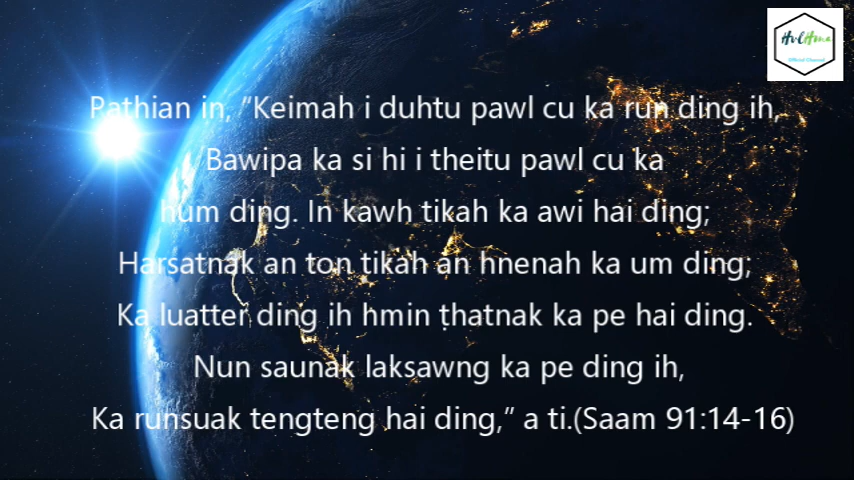 HvlHma
Official Channel
Pathian in, “Keimah i duhtu pawl cu ka run ding ih,
Bawipa ka si hi i theitu pawl cu ka
hum ding. In kawh tikah ka awi hai ding;
Harsatnak an ton tikah an hnenah ka um ding;
Ka luatter ding ih hmin ṭhatnak ka pe hai ding.
Nun saunak laksawng ka pe ding ih,
Ka runsuak tengteng hai ding,” a ti.(Saam 91:14-16)